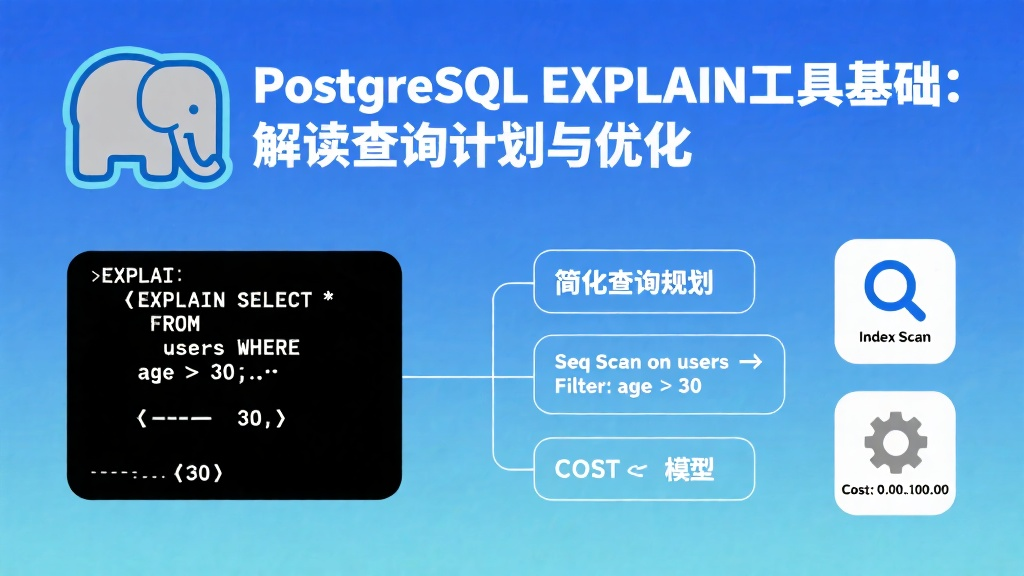 PostgreSQL EXPLAIN工具基础：
解读查询计划与优化
>EXPLAI:
(EXPLAIN SELECT *
FROM
users WHERE
age > 30;..··
(----— 30,)
-----:... (30)
简化查询规划
Seq Scan on users →
Filter: age > 30
COST 模型
Index Scan
Cost: 0.00..100.00